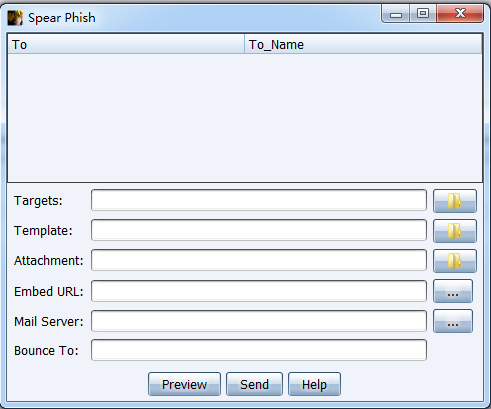 Spear Phish
To To_Name
Targets:
Template:
Attachment:
Embed URL: ...
Mail Server: ...
Bounce To:
Preview Send Help